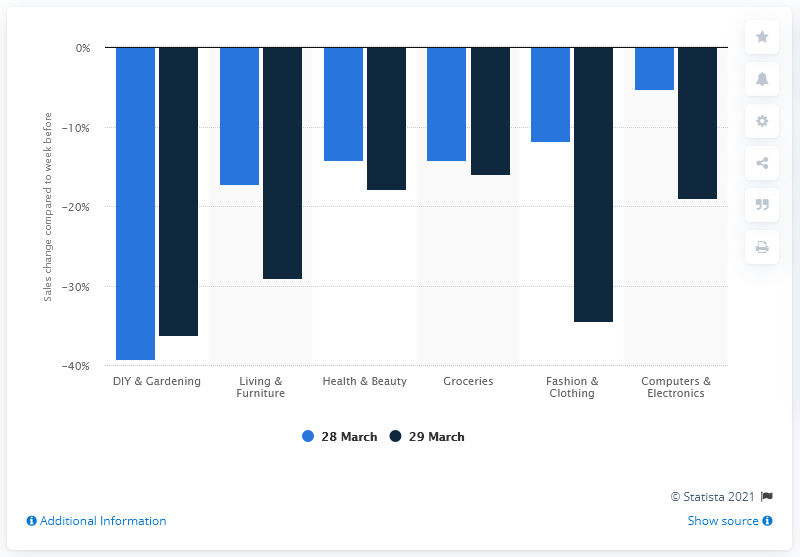 0%
−10%
−20%
−30%
−40%
Sales change compared to week before
DIY & Gardening
Living &
Furniture
Health & Beauty
Groceries
Fashion &
Clothing
Computers &
Electronics
28 March
29 March
© Statista 2021
Additional Information
Show source